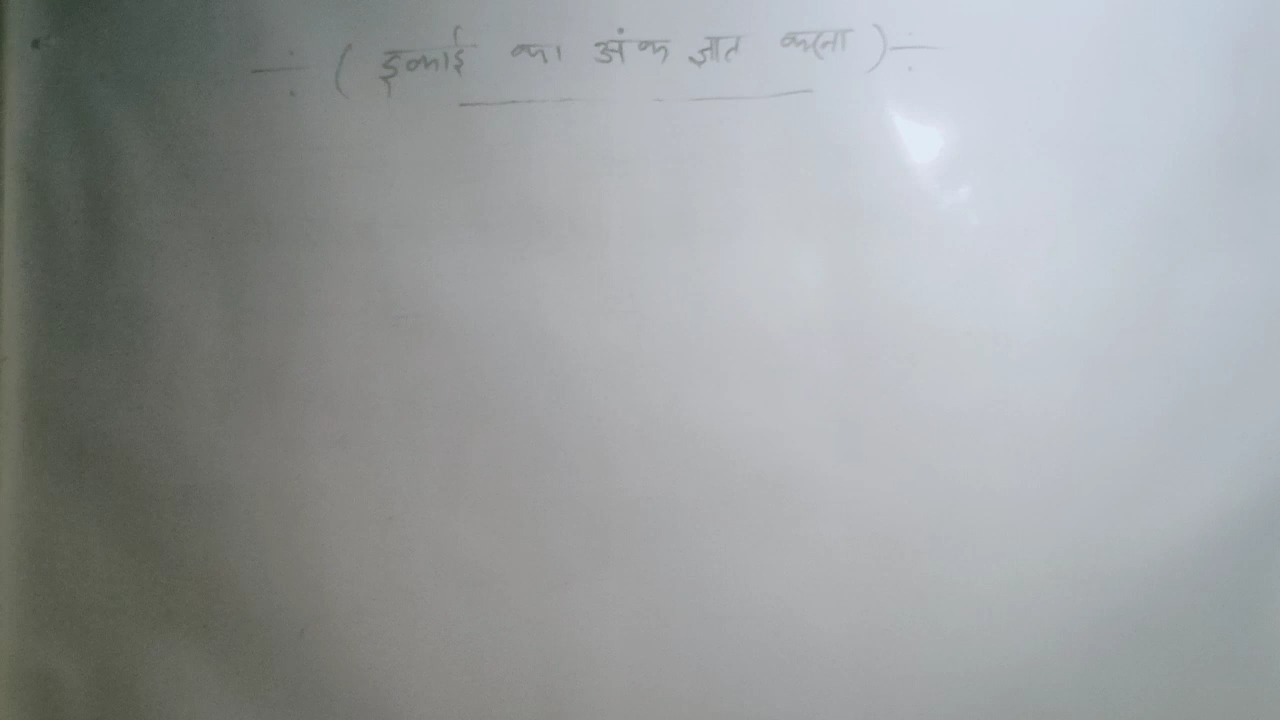 ÷ ( इकाई का अंक ज्ञात करना ) ÷